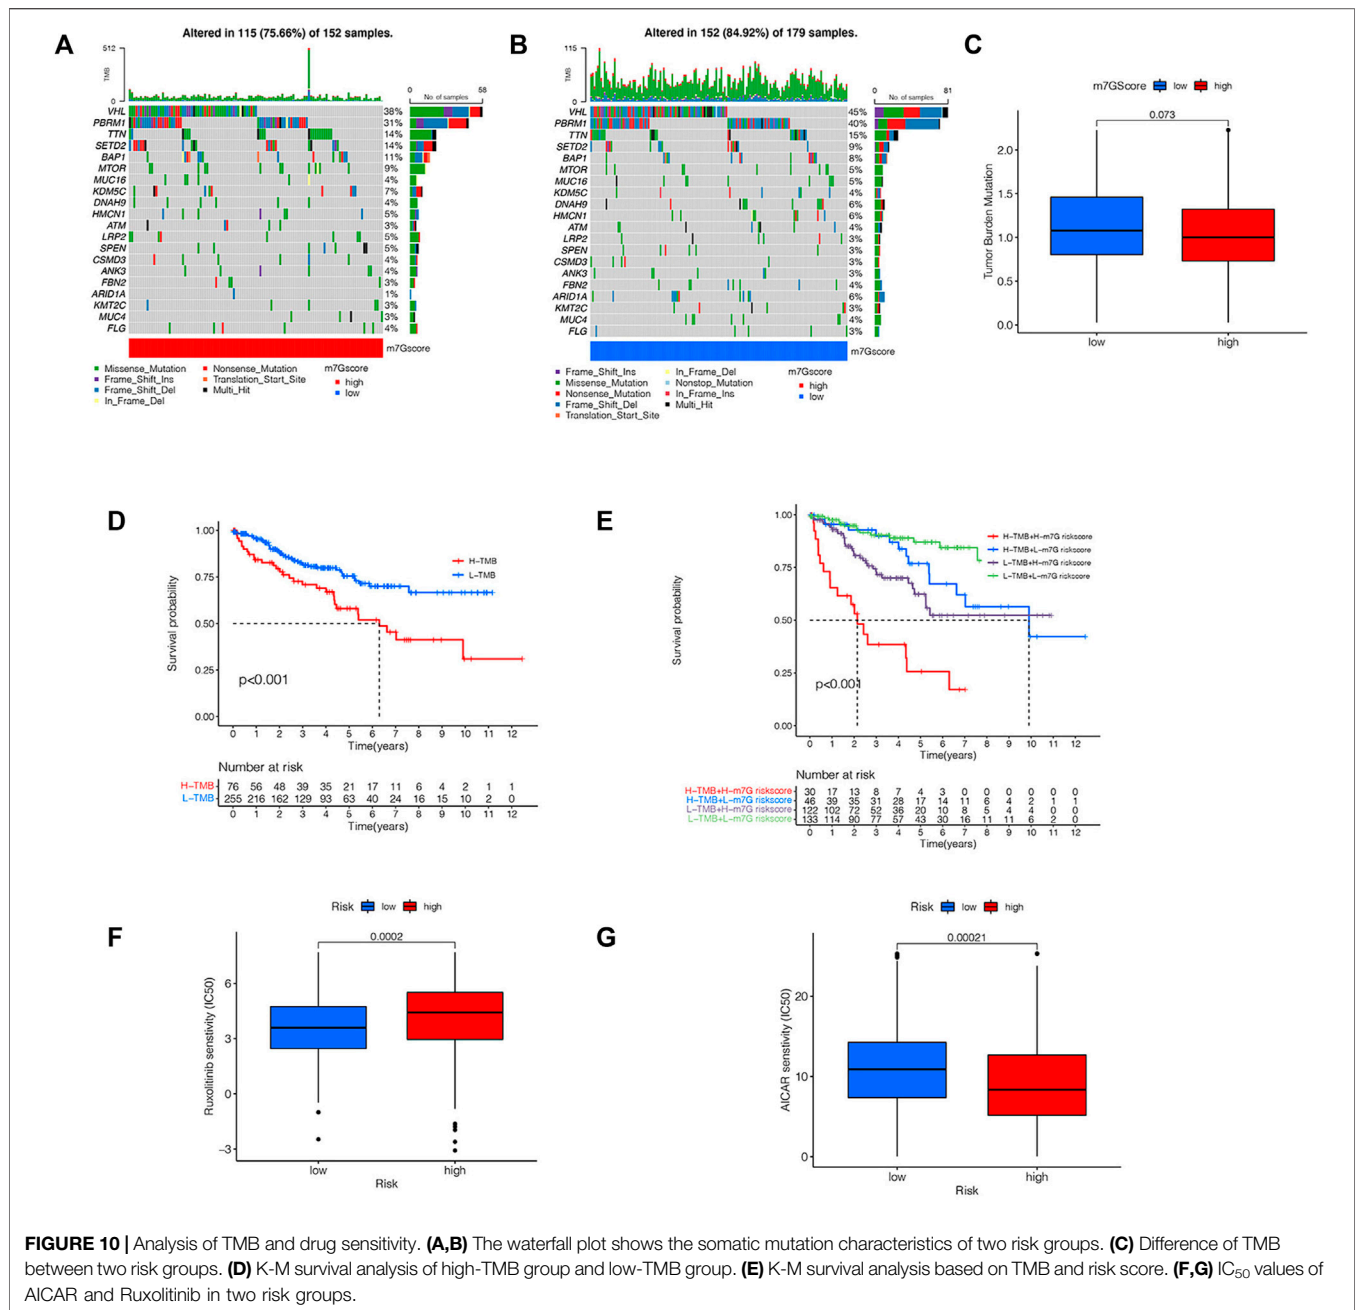 A
Altered in 115 (75.66%) of 152 samples.
512
TMB
0
No. of samples
0 58
VHL 38%
PBRM1 31%
TTN 14%
SETD2 14%
BAP1 11%
MTOR 9%
MUC16 4%
KDM5C 7%
DNAH9 4%
HMCN1 5%
ATM 3%
LRP2 5%
SPEN 5%
CSMD3 4%
ANK3 4%
FBN2 3%
ARID1A 1%
KMT2C 3%
MUC4 3%
FLG 4%
m7Gscore
Missense_Mutation Nonsense_Mutation m7Gscore
Frame_Shift_Ins Translation_Start_Site high
Frame_Shift_Del Multi_Hit low
In_Frame_Del
B
Altered in 152 (84.92%) of 179 samples.
115
TMB
0
No. of samples
0 81
VHL 45%
PBRM1 40%
TTN 15%
SETD2 9%
BAP1 8%
MTOR 5%
MUC16 5%
KDM5C 4%
DNAH9 6%
HMCN1 6%
ATM 4%
LRP2 3%
SPEN 3%
CSMD3 3%
ANK3 3%
FBN2 4%
ARID1A 6%
KMT2C 3%
MUC4 4%
FLG 3%
m7Gscore
Frame_Shift_Ins In_Frame_Del m7Gscore
Missense_Mutation Nonstop_Mutation high
Nonsense_Mutation In_Frame_Ins low
Frame_Shift_Del Multi_Hit
Translation_Start_Site
C
m7GScore low high
0.073
Tumor Burden Mutation
2.0
1.5
1.0
0.5
0.0
low high
D
Survival probability
1.00
0.75
0.50
0.25
0.00
H-TMB
L-TMB
p<0.001
0 1 2 3 4 5 6 7 8 9 10 11 12
Time(years)
Number at risk
H-TMB 76 56 48 39 35 21 17 11 6 4 2 1 1
L-TMB 255 216 162 129 93 63 40 24 16 15 10 2 0
0 1 2 3 4 5 6 7 8 9 10 11 12
Time(years)
E
Survival probability
1.00
0.75
0.50
0.25
0.00
H-TMB+H-m7G riskscore
H-TMB+L-m7G riskscore
L-TMB+H-m7G riskscore
L-TMB+L-m7G riskscore
p<0.001
0 1 2 3 4 5 6 7 8 9 10 11 12
Time(years)
Number at risk
H-TMB+H-m7G riskscore 30 17 13 8 7 4 3 0 0 0 0 0 0
H-TMB+L-m7G riskscore 46 39 35 31 28 17 14 11 6 4 2 1 1
L-TMB+H-m7G riskscore 122 102 72 52 36 20 10 8 5 4 4 0 0
L-TMB+L-m7G riskscore 133 114 90 77 57 43 30 16 11 11 6 2 0
0 1 2 3 4 5 6 7 8 9 10 11 12
Time(years)
F
Risk low high
0.0002
Ruxolitinib senstivity (IC50)
6
3
0
−3
low high
Risk
G
Risk low high
0.00021
AICAR senstivity (IC50)
20
10
0
low high
Risk
FIGURE 10 | Analysis of TMB and drug sensitivity. (A,B) The waterfall plot shows the somatic mutation characteristics of two risk groups. (C) Difference of TMB
between two risk groups. (D) K-M survival analysis of high-TMB group and low-TMB group. (E) K-M survival analysis based on TMB and risk score. (F,G) IC50 values of
AICAR and Ruxolitinib in two risk groups.